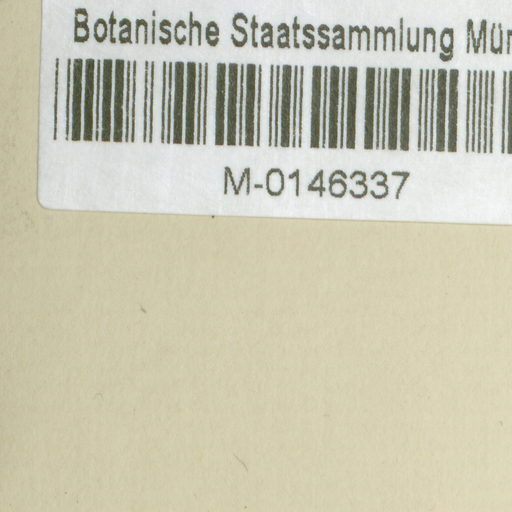 Botanische Staatssammlung Mün
M-0146337